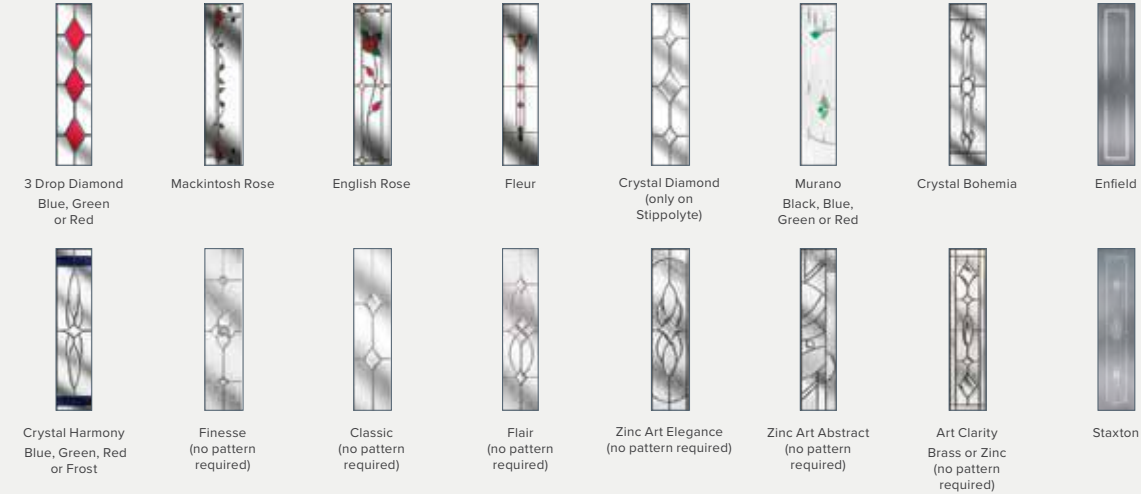 3 Drop Diamond
Blue, Green
or Red
Mackintosh Rose
English Rose
Fleur
Crystal Diamond
(only on
Stippolyte)
Murano
Black, Blue,
Green or Red
Crystal Bohemia
Enfield
Crystal Harmony
Blue, Green, Red
or Frost
Finesse
(no pattern
required)
Classic
(no pattern
required)
Flair
(no pattern
required)
Zinc Art Elegance
(no pattern required)
Zinc Art Abstract
(no pattern
required)
Art Clarity
Brass or Zinc
(no pattern
required)
Staxton